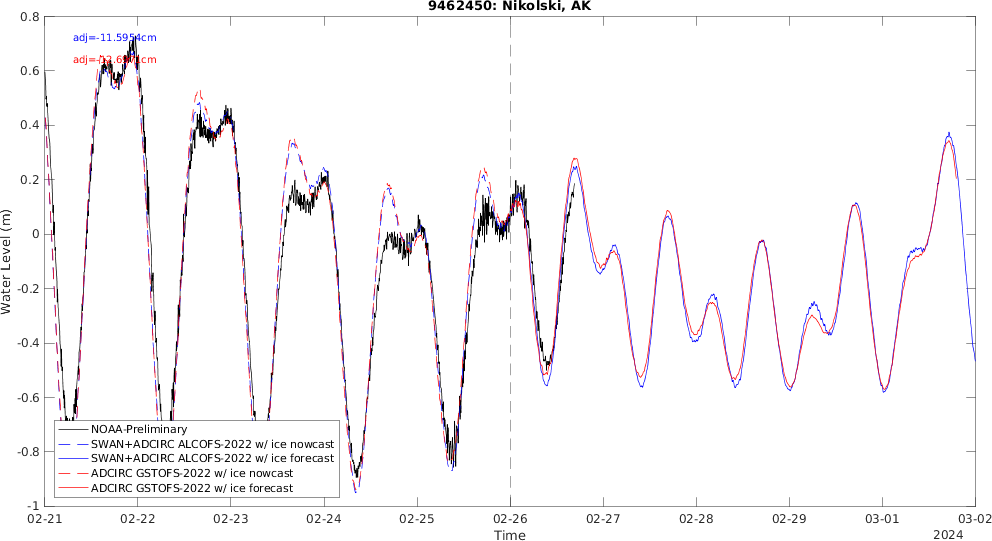 9462450: Nikolski, AK
adj=-11.5954cm
0.8
0.6
0.4
0.2
0
-0.2
-0.4
-0.6
-0.8
-1
Water Level (m)
NOAA-Preliminary
SWAN+ADCIRC ALCOFS-2022 w/ ice nowcast
SWAN+ADCIRC ALCOFS-2022 w/ ice forecast
ADCIRC GSTOFS-2022 w/ ice nowcast
ADCIRC GSTOFS-2022 w/ ice forecast
02-21 02-22 02-23 02-24 02-25 02-26 02-27 02-28 02-29 03-01 03-02
Time
2024